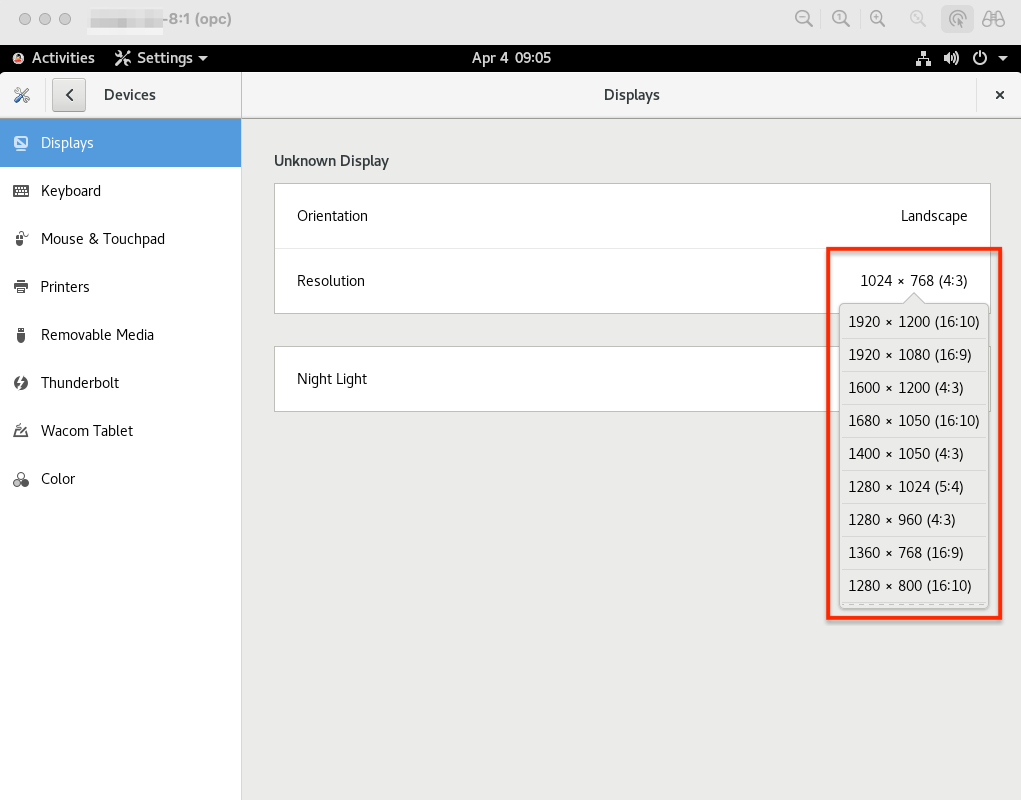 -8:1 (opc)
Activities Settings Apr 4 09:05
Devices Displays
Displays
Keyboard
Mouse & Touchpad
Printers
Removable Media
Thunderbolt
Wacom Tablet
Color
Unknown Display
Orientation Landscape
Resolution 1024 × 768 (4:3)
Night Light
1920 × 1200 (16:10)
1920 × 1080 (16:9)
1600 × 1200 (4:3)
1680 × 1050 (16:10)
1400 × 1050 (4:3)
1280 × 1024 (5:4)
1280 × 960 (4:3)
1360 × 768 (16:9)
1280 × 800 (16:10)